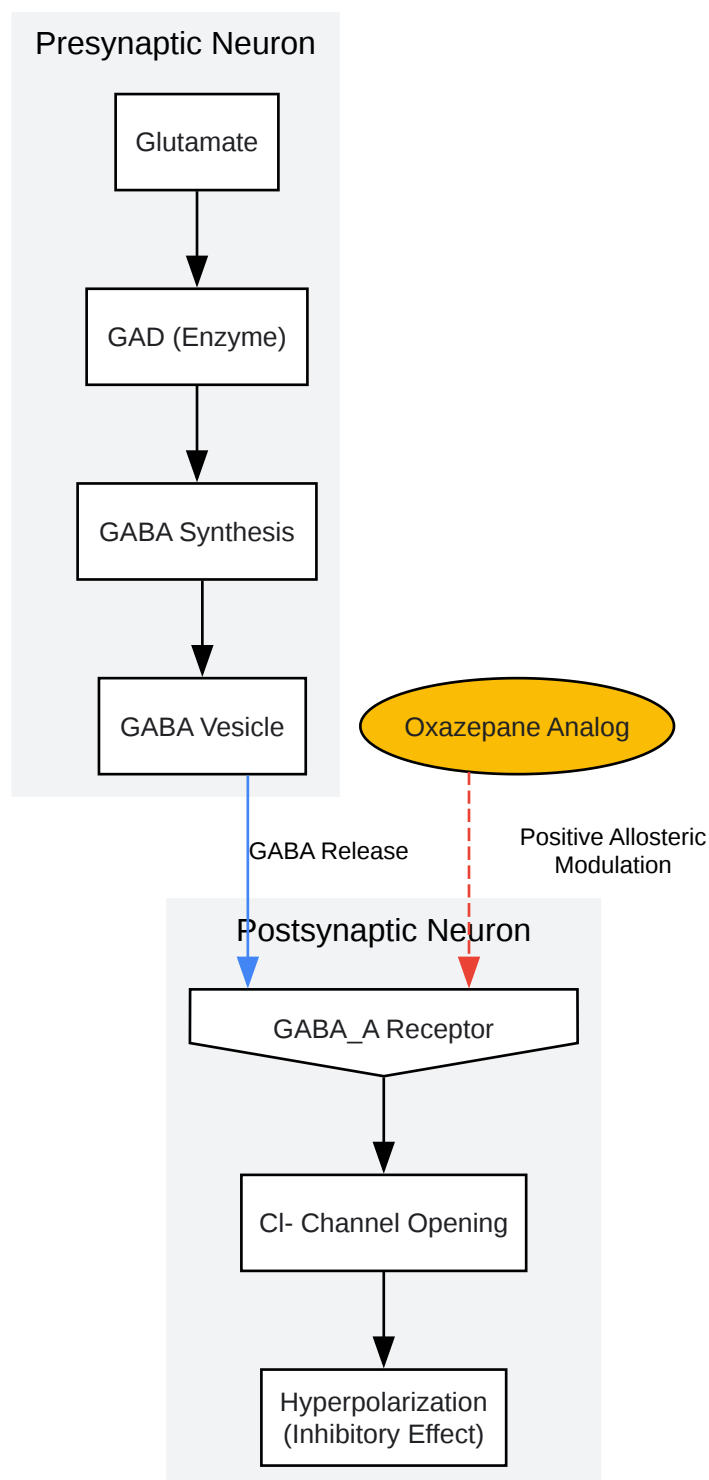 Presynaptic Neuron
Glutamate
GAD (Enzyme)
GABA Synthesis
GABA Vesicle
Oxazepane Analog
GABA Release
Positive Allosteric
Modulation
Postsynaptic Neuron
GABA_A Receptor
Cl- Channel Opening
Hyperpolarization
(Inhibitory Effect)